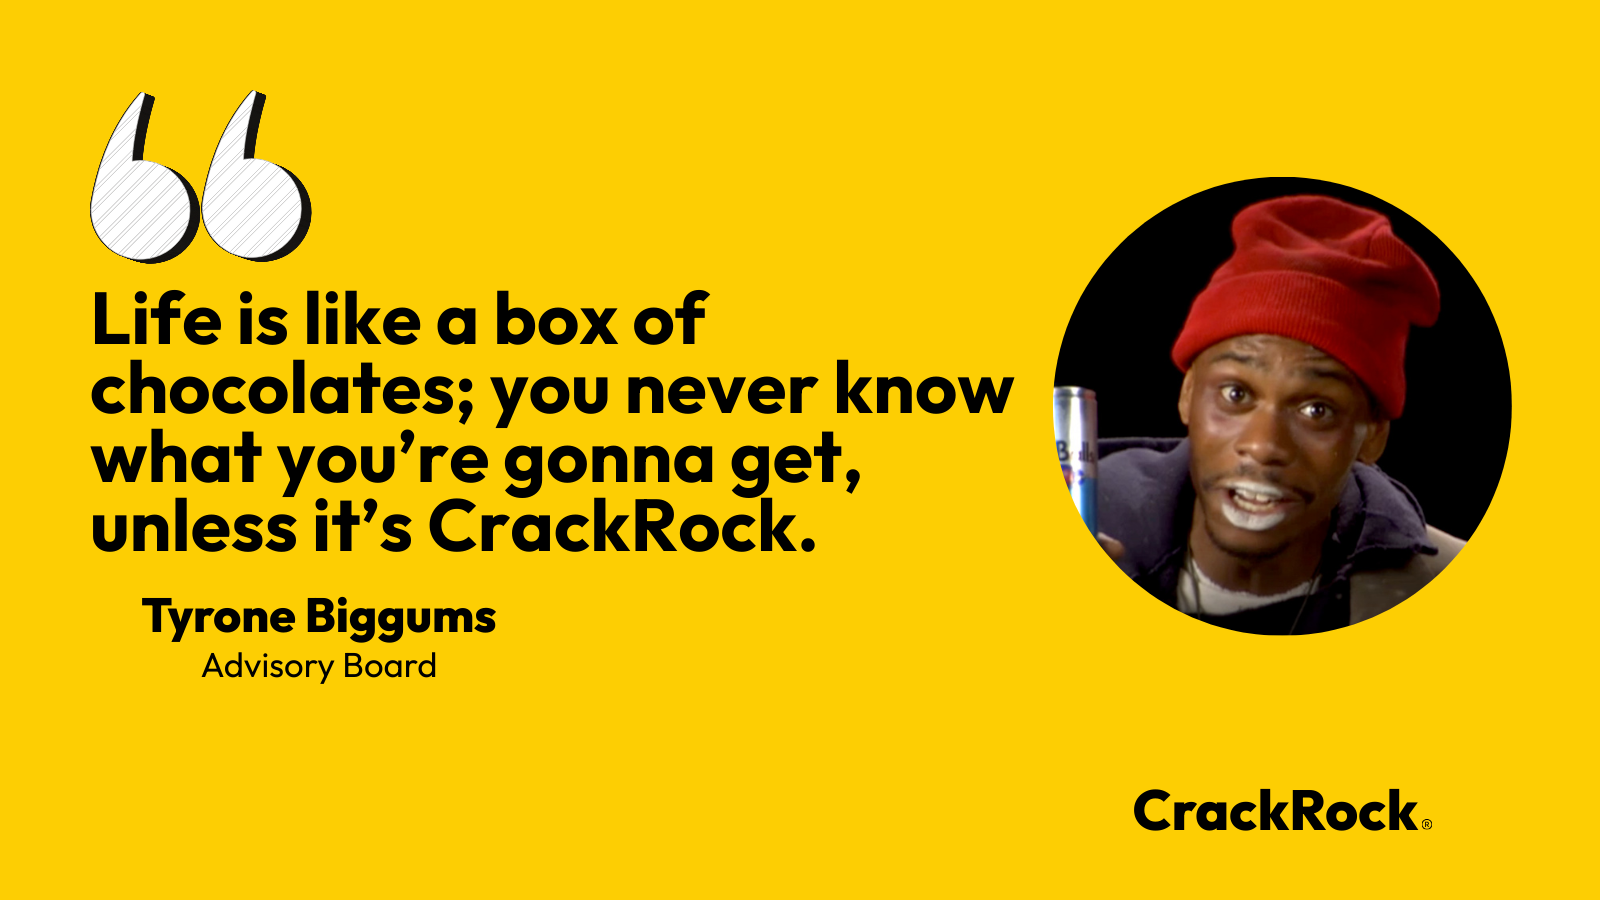 Life is like a box of
chocolates; you never know
what you’re gonna get,
unless it’s CrackRock.
Tyrone Biggums
Advisory Board
CrackRock®